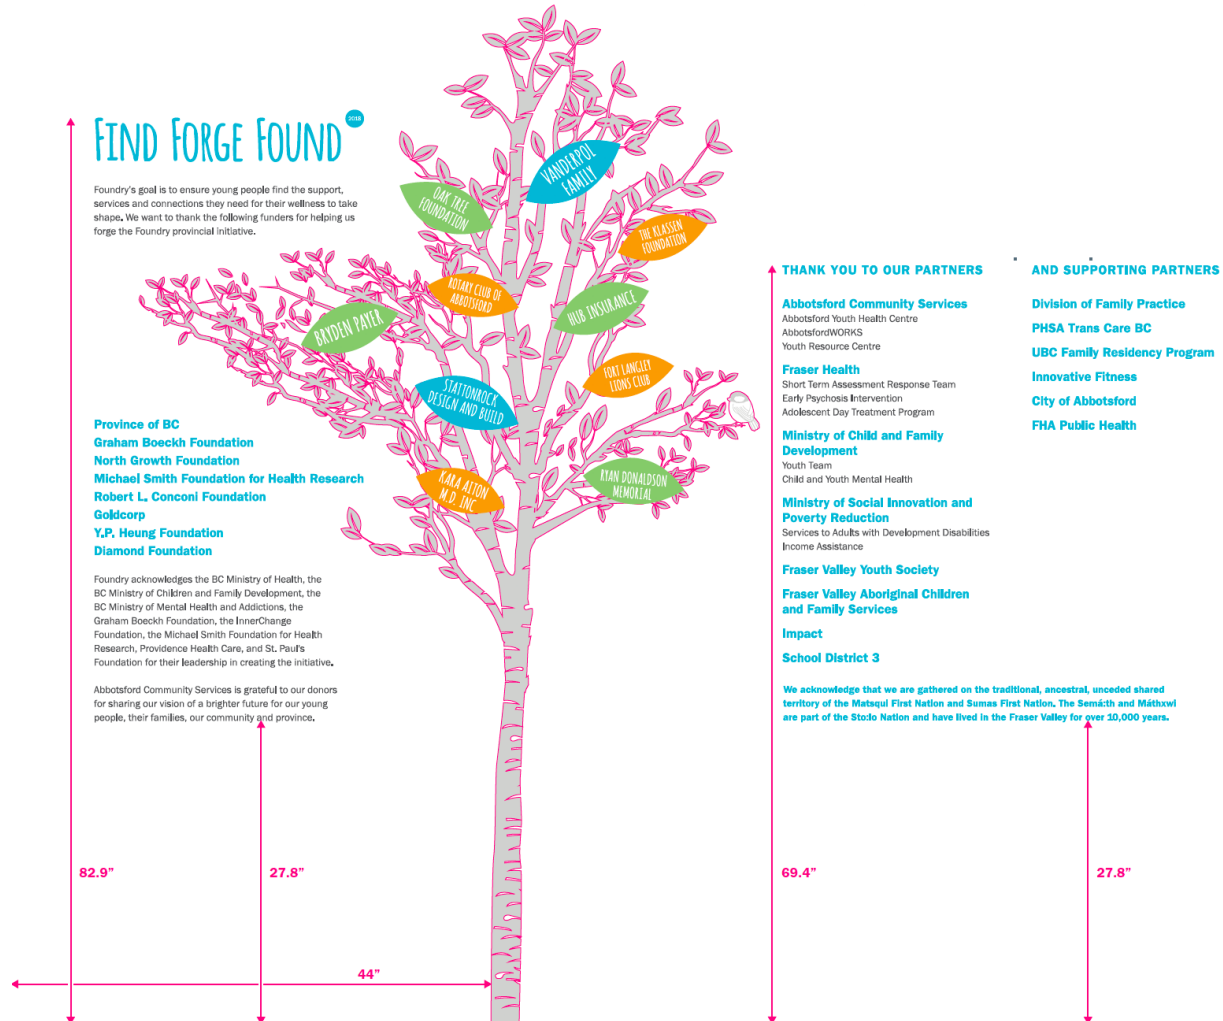 FIND FORGE FOUND 2018
Foundry's goal is to ensure young people find the support,
services and connections they need for their wellness to take
shape. We want to thank the following funders for helping us
forge the Foundry provincial initiative.
Province of BC
Graham Boeckh Foundation
North Growth Foundation
Michael Smith Foundation for Health Research
Robert L. Conconi Foundation
Goldcorp
Y.P. Heung Foundation
Diamond Foundation
Foundry acknowledges the BC Ministry of Health, the
BC Ministry of Children and Family Development, the
BC Ministry of Mental Health and Addictions, the
Graham Boeckh Foundation, the InnerChange
Foundation, the Michael Smith Foundation for Health
Research, Providence Health Care, and St. Paul's
Foundation for their leadership in creating the initiative.
Abbotsford Community Services is grateful to our donors
for sharing our vision of a brighter future for our young
people, their families, our community and province.
82.9"
27.8"
44"
VANDERPOL
FAMILY
OAK TREE
FOUNDATION
THE KLASSEN
FOUNDATION
ROTARY CLUB OF
ABBOTSFORD
HUB INSURANCE
BRYDEN PAYER
FORT LANGLEY
LIONS CLUB
STATTONROCK
DESIGN AND BUILD
KARA AITON
M.D. INC
RYAN DONALDSON
MEMORIAL
THANK YOU TO OUR PARTNERS
Abbotsford Community Services
Abbotsford Youth Health Centre
AbbotsfordWORKS
Youth Resource Centre
Fraser Health
Short Term Assessment Response Team
Early Psychosis Intervention
Adolescent Day Treatment Program
Ministry of Child and Family
Development
Youth Team
Child and Youth Mental Health
Ministry of Social Innovation and
Poverty Reduction
Services to Adults with Development Disabilities
Income Assistance
Fraser Valley Youth Society
Fraser Valley Aboriginal Children
and Family Services
Impact
School District 3
AND SUPPORTING PARTNERS
Division of Family Practice
PHSA Trans Care BC
UBC Family Residency Program
Innovative Fitness
City of Abbotsford
FHA Public Health
We acknowledge that we are gathered on the traditional, ancestral, unceded shared
territory of the Matsqui First Nation and Sumas First Nation. The Semá:th and Máthxwi
are part of the Sto:lo Nation and have lived in the Fraser Valley for over 10,000 years.
69.4"
27.8"